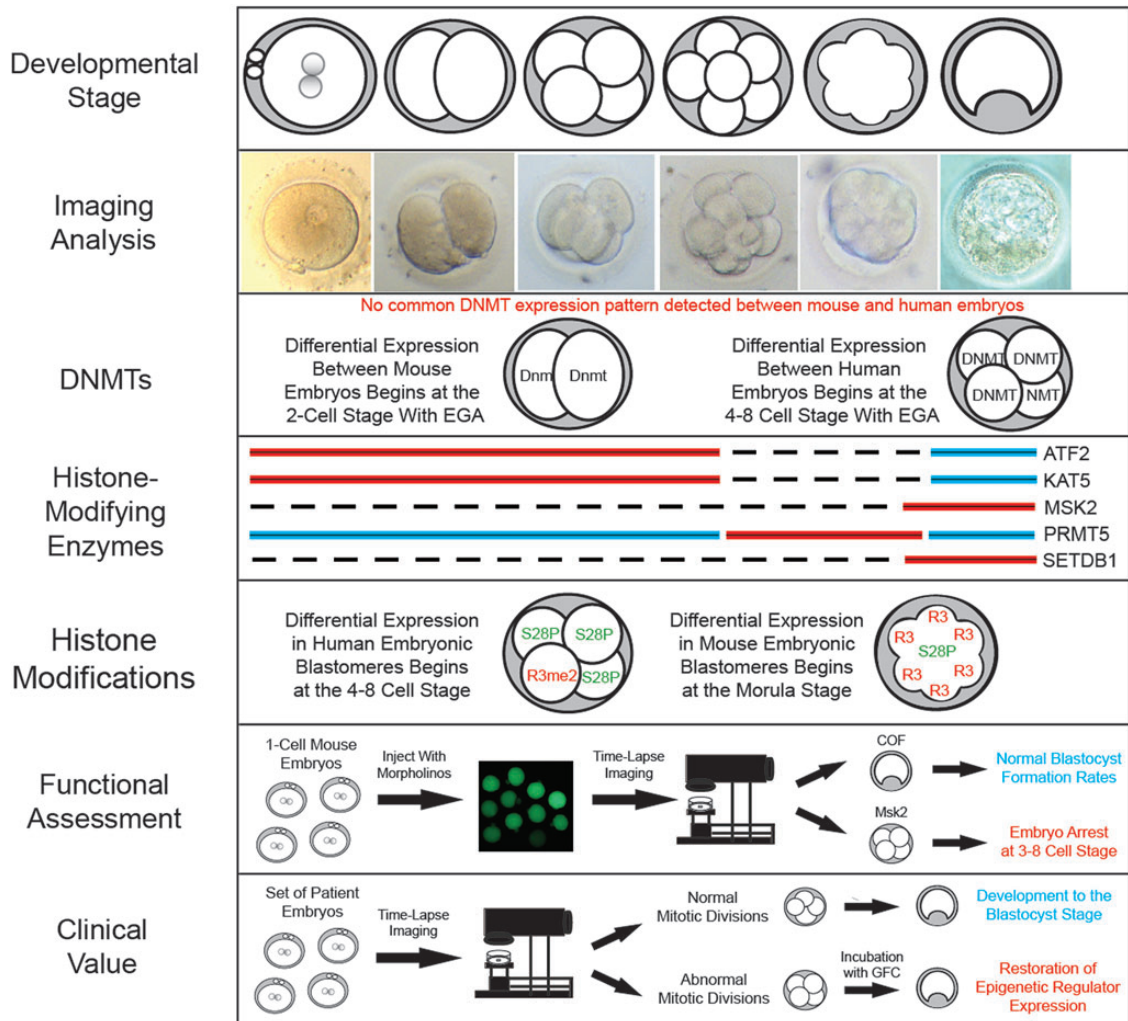 Developmental
Stage
Imaging
Analysis
No common DNMT expression pattern detected between mouse and human embryos
DNMTs
Differential Expression
Between Mouse
Embryos Begins at the
2-Cell Stage With EGA
Dnm
Dnmt
Differential Expression
Between Human
Embryos Begins at the
4-8 Cell Stage With EGA
DNMT
DNMT
DNMT
NMT
Histone-
Modifying
Enzymes
ATF2
KAT5
MSK2
PRMT5
SETDB1
Histone
Modifications
Differential Expression
in Human Embryonic
Blastomeres Begins
at the 4-8 Cell Stage
S28P
S28P
R3me2
S28P
Differential Expression
in Mouse Embryonic
Blastomeres Begins
at the Morula Stage
R3
R3
R3
S28P
R3
R3
R3
Functional
Assessment
1-Cell Mouse
Embryos
Inject With
Morpholinos
Time-Lapse
Imaging
COF
Normal Blastocyst
Formation Rates
Msk2
Embryo Arrest
at 3-8 Cell Stage
Clinical
Value
Set of Patient
Embryos
Time-Lapse
Imaging
Normal
Mitotic Divisions
Development to the
Blastocyst Stage
Abnormal
Mitotic Divisions
Incubation
with GFC
Restoration of
Epigenetic Regulator
Expression